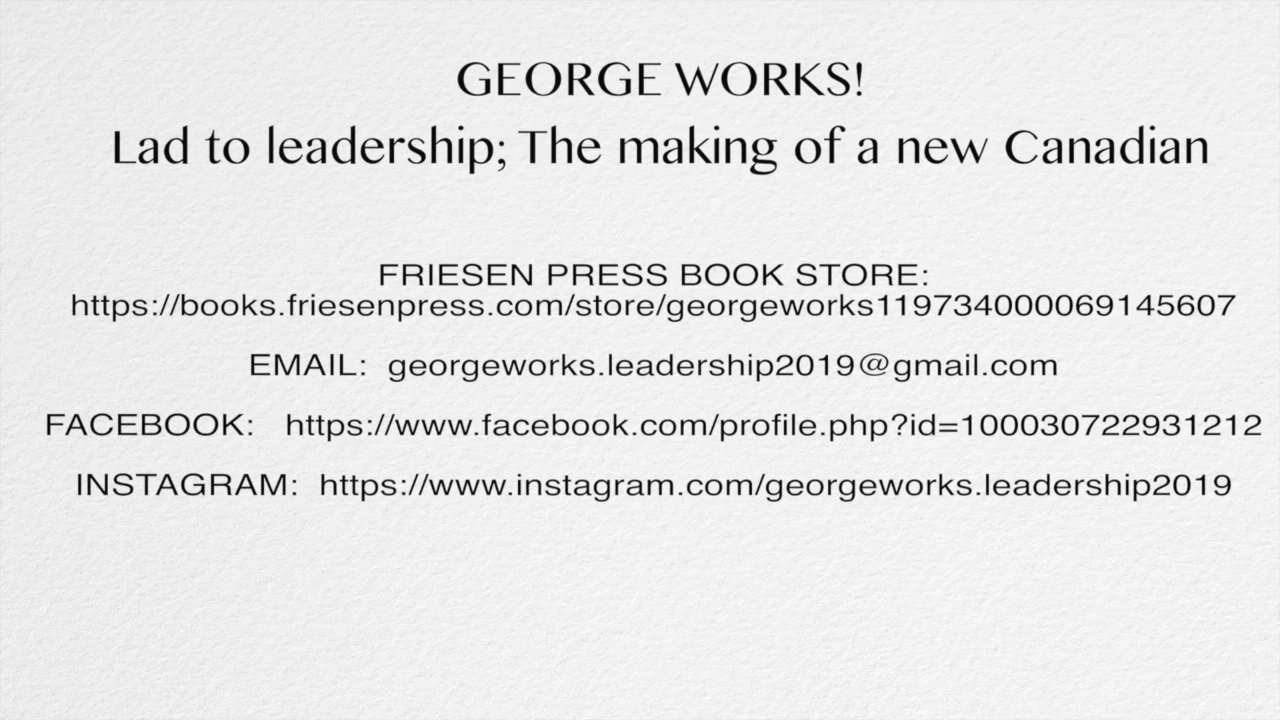 GEORGE WORKS!
Lad to leadership; The making of a new Canadian
FRIESEN PRESS BOOK STORE:
https://books.friesenpress.com/store/georgeworks119734000069145607
EMAIL: georgeworks.leadership2019@gmail.com
FACEBOOK: https://www.facebook.com/profile.php?id=100030722931212
INSTAGRAM: https://www.instagram.com/georgeworks.leadership2019